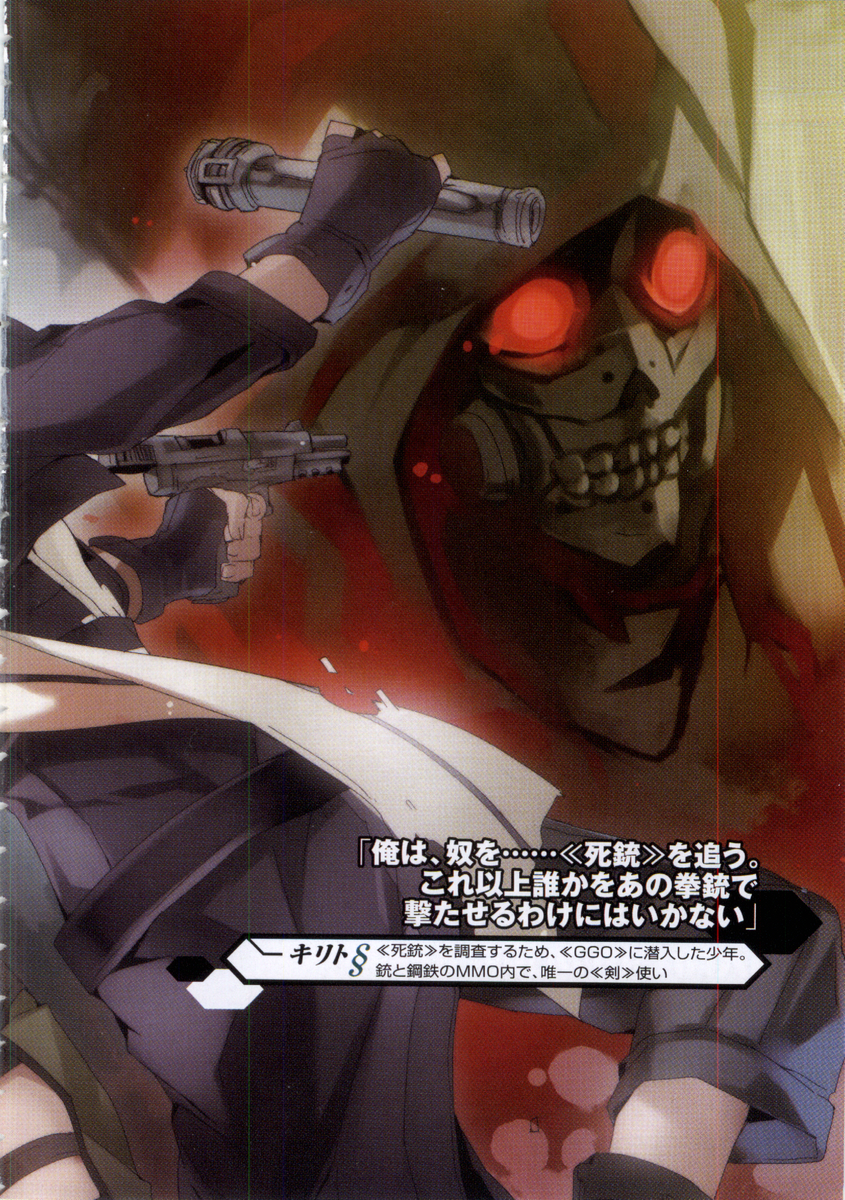 「俺は、奴を……≪死銃≫を追う。
これ以上誰かをあの拳銃で
撃たせるわけにはいかない」
キリト§
≪死銃≫を調査するため、≪GGO≫に潜入した少年。
銃と鋼鉄のMMO内で、唯一の≪剣≫使い